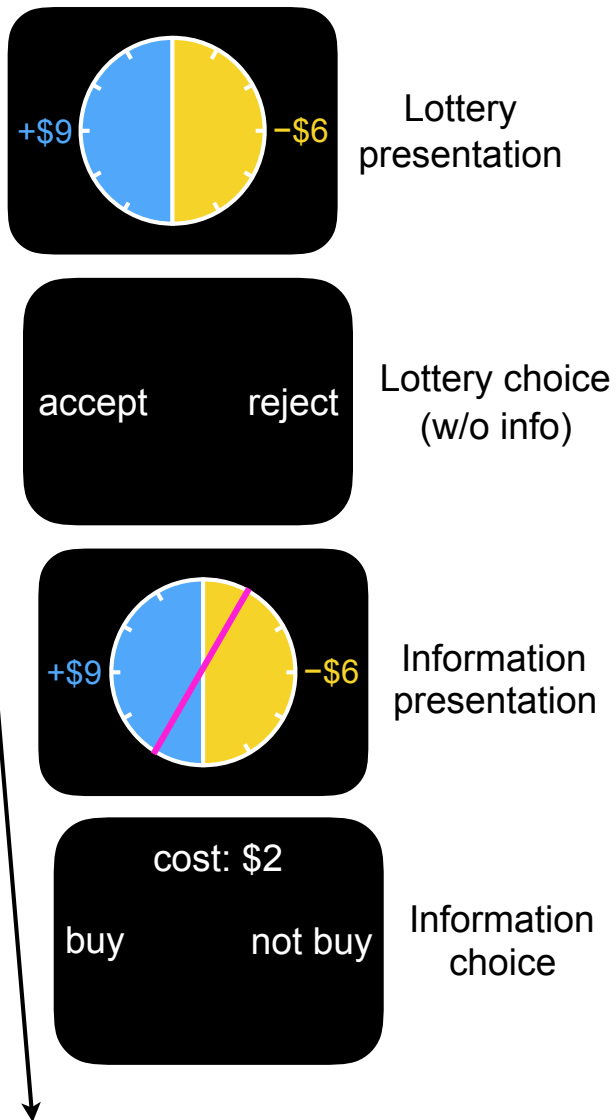 +$9
−$6
Lottery
presentation
accept
reject
Lottery choice
(w/o info)
+$9
−$6
Information
presentation
cost: $2
buy
not buy
Information
choice